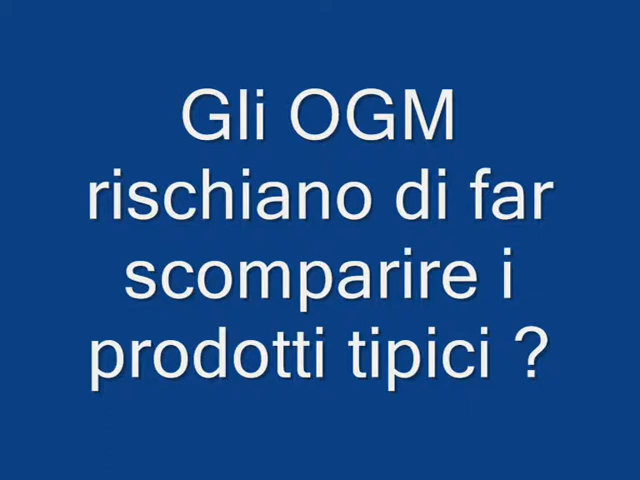 Gli OGM
rischiano di far
scomparire i
prodotti tipici ?